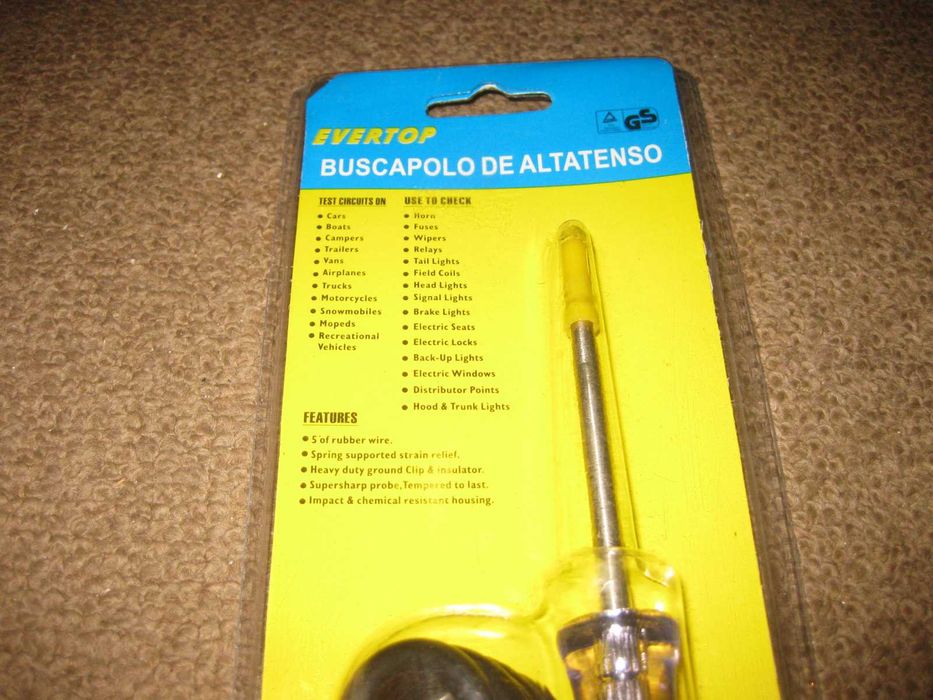 EVERTOP
GS
BUSCAPOLO DE ALTATENSO
TEST CIRCUITS ON
• Cars
• Boats
• Campers
• Trailers
• Vans
• Airplanes
• Trucks
• Motorcycles
• Snowmobiles
• Mopeds
• Recreational
Vehicles
USE TO CHECK
• Horn
• Fuses
• Wipers
• Relays
• Tail Lights
• Field Coils
• Head Lights
• Signal Lights
• Brake Lights
• Electric Seats
• Electric Locks
• Back-Up Lights
• Electric Windows
• Distributor Points
• Hood & Trunk Lights
FEATURES
• 5'of rubber wire.
• Spring supported strain relief.
• Heavy duty ground Clip & insulator.
• Supersharp probe,Tempered to last.
• Impact & chemical resistant housing.